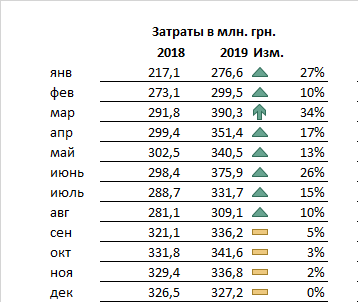 Затраты в млн. грн.
2018 2019 Изм.
янв 217,1 276,6 27%
фев 273,1 299,5 10%
мар 291,8 390,3 34%
апр 299,4 351,4 17%
май 302,5 340,5 13%
июнь 298,4 375,9 26%
июль 288,7 331,7 15%
авг 281,1 309,1 10%
сен 321,1 336,2 5%
окт 331,8 341,6 3%
ноя 329,4 336,8 2%
дек 326,5 327,2 0%